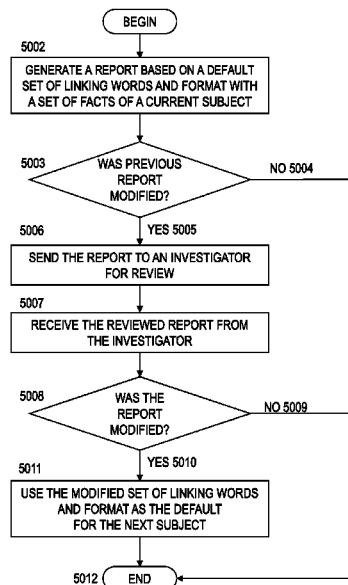 BEGIN
5002
GENERATE A REPORT BASED ON A DEFAULT
SET OF LINKING WORDS AND FORMAT WITH
A SET OF FACTS OF A CURRENT SUBJECT
5003
WAS PREVIOUS
REPORT
MODIFIED?
NO 5004
YES 5005
5006
SEND THE REPORT TO AN INVESTIGATOR
FOR REVIEW
5007
RECEIVE THE REVIEWED REPORT FROM
THE INVESTIGATOR
5008
WAS THE
REPORT
MODIFIED?
NO 5009
YES 5010
5011
USE THE MODIFIED SET OF LINKING WORDS
AND FORMAT AS THE DEFAULT
FOR THE NEXT SUBJECT
5012
END